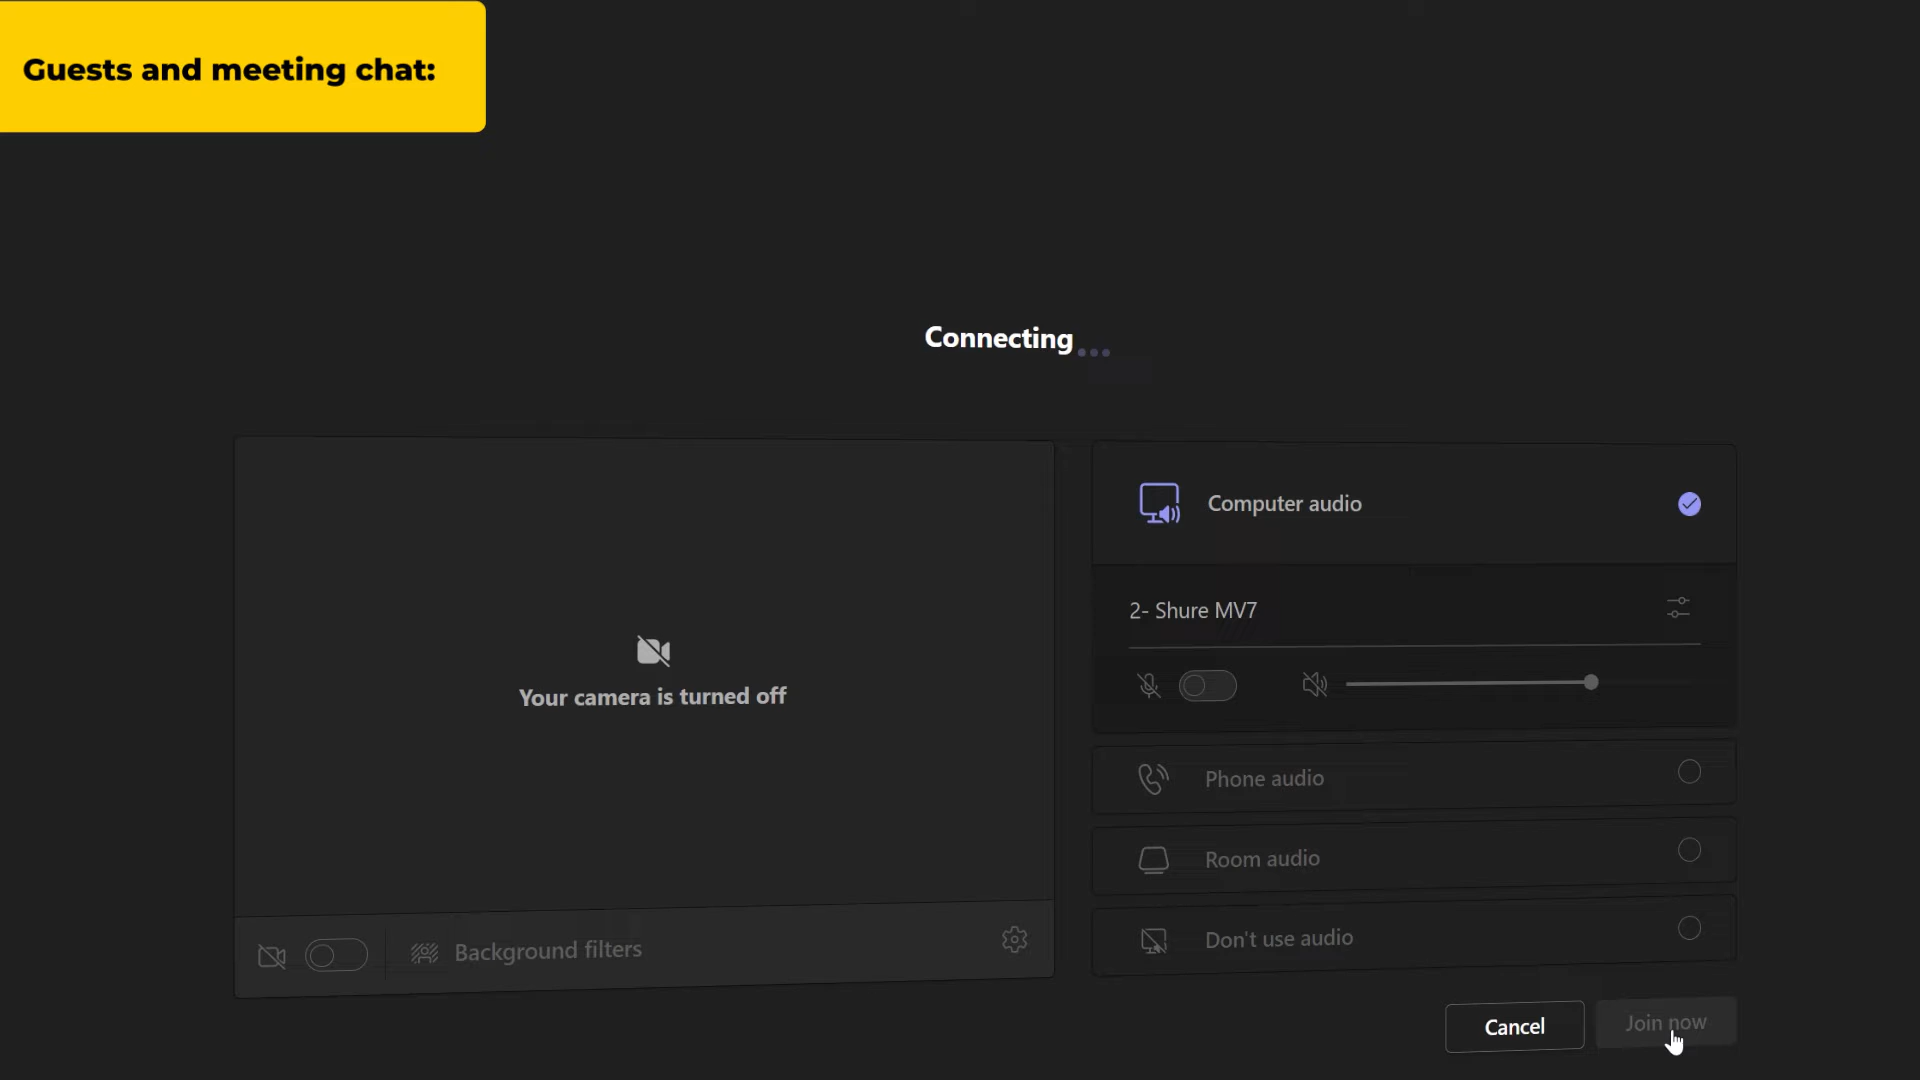 Guests and meeting chat:
Connecting...
Your camera is turned off
Background filters
Computer audio
2- Shure MV7
Phone audio
Room audio
Don't use audio
Cancel
Join now